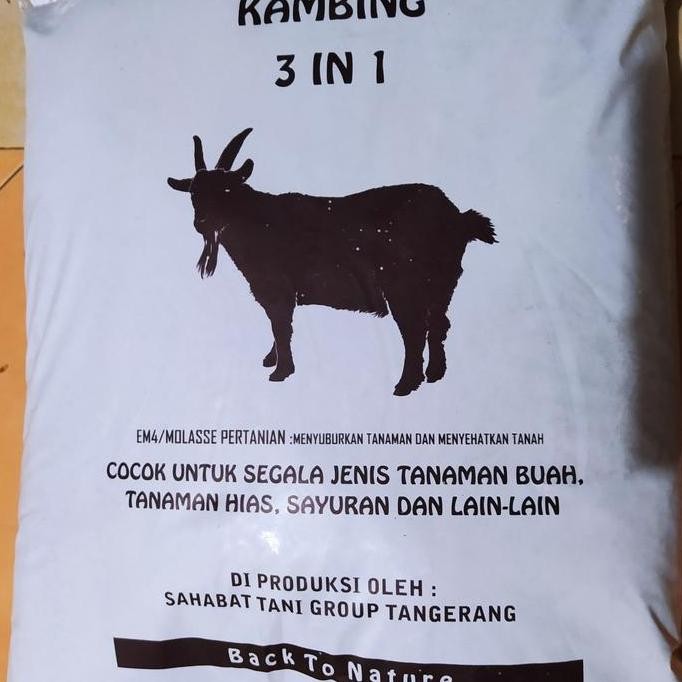 KAMBING
3 IN 1
EM4/MOLASSE PERTANIAN :MENYUBURKAN TANAMAN DAN MENYEHATKAN TANAH
COCOK UNTUK SEGALA JENIS TANAMAN BUAH,
TANAMAN HIAS, SAYURAN DAN LAIN-LAIN
DI PRODUKSI OLEH :
SAHABAT TANI GROUP TANGERANG
Back To Nature